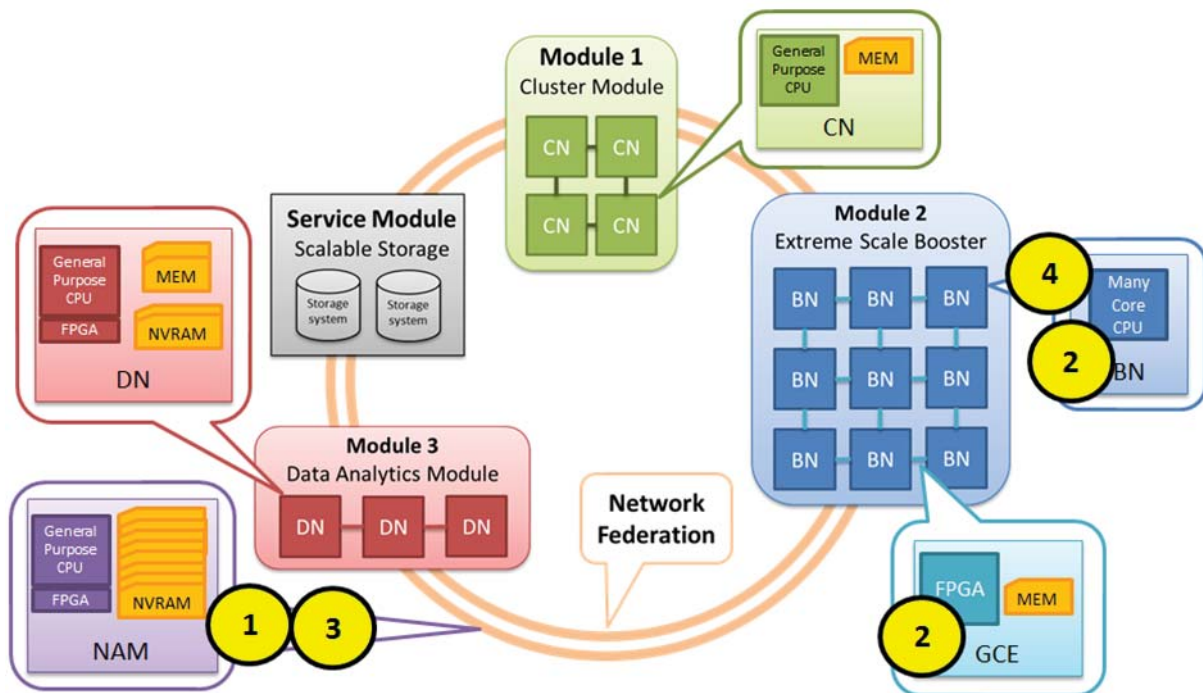 Module 1
Cluster Module
CN
CN
CN
CN
General
Purpose
CPU
MEM
CN
Service Module
Scalable Storage
Storage
system
Storage
system
Module 2
Extreme Scale Booster
BN
BN
BN
BN
BN
BN
BN
BN
BN
4
Many
Core
CPU
2
BN
General
Purpose
CPU
FPGA
MEM
NVRAM
DN
Module 3
Data Analytics Module
DN
DN
DN
Network
Federation
General
Purpose
CPU
FPGA
NVRAM
NAM
1
3
FPGA
MEM
2
GCE